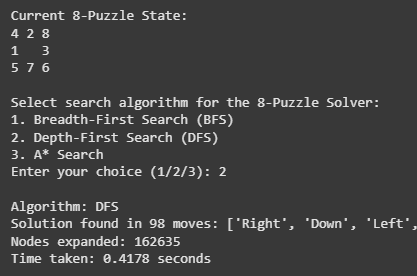 Current 8-Puzzle State:
4 2 8
1   3
5 7 6
Select search algorithm for the 8-Puzzle Solver:
1. Breadth-First Search (BFS)
2. Depth-First Search (DFS)
3. A* Search
Enter your choice (1/2/3): 2
Algorithm: DFS
Solution found in 98 moves: ['Right', 'Down', 'Left',
Nodes expanded: 162635
Time taken: 0.4178 seconds